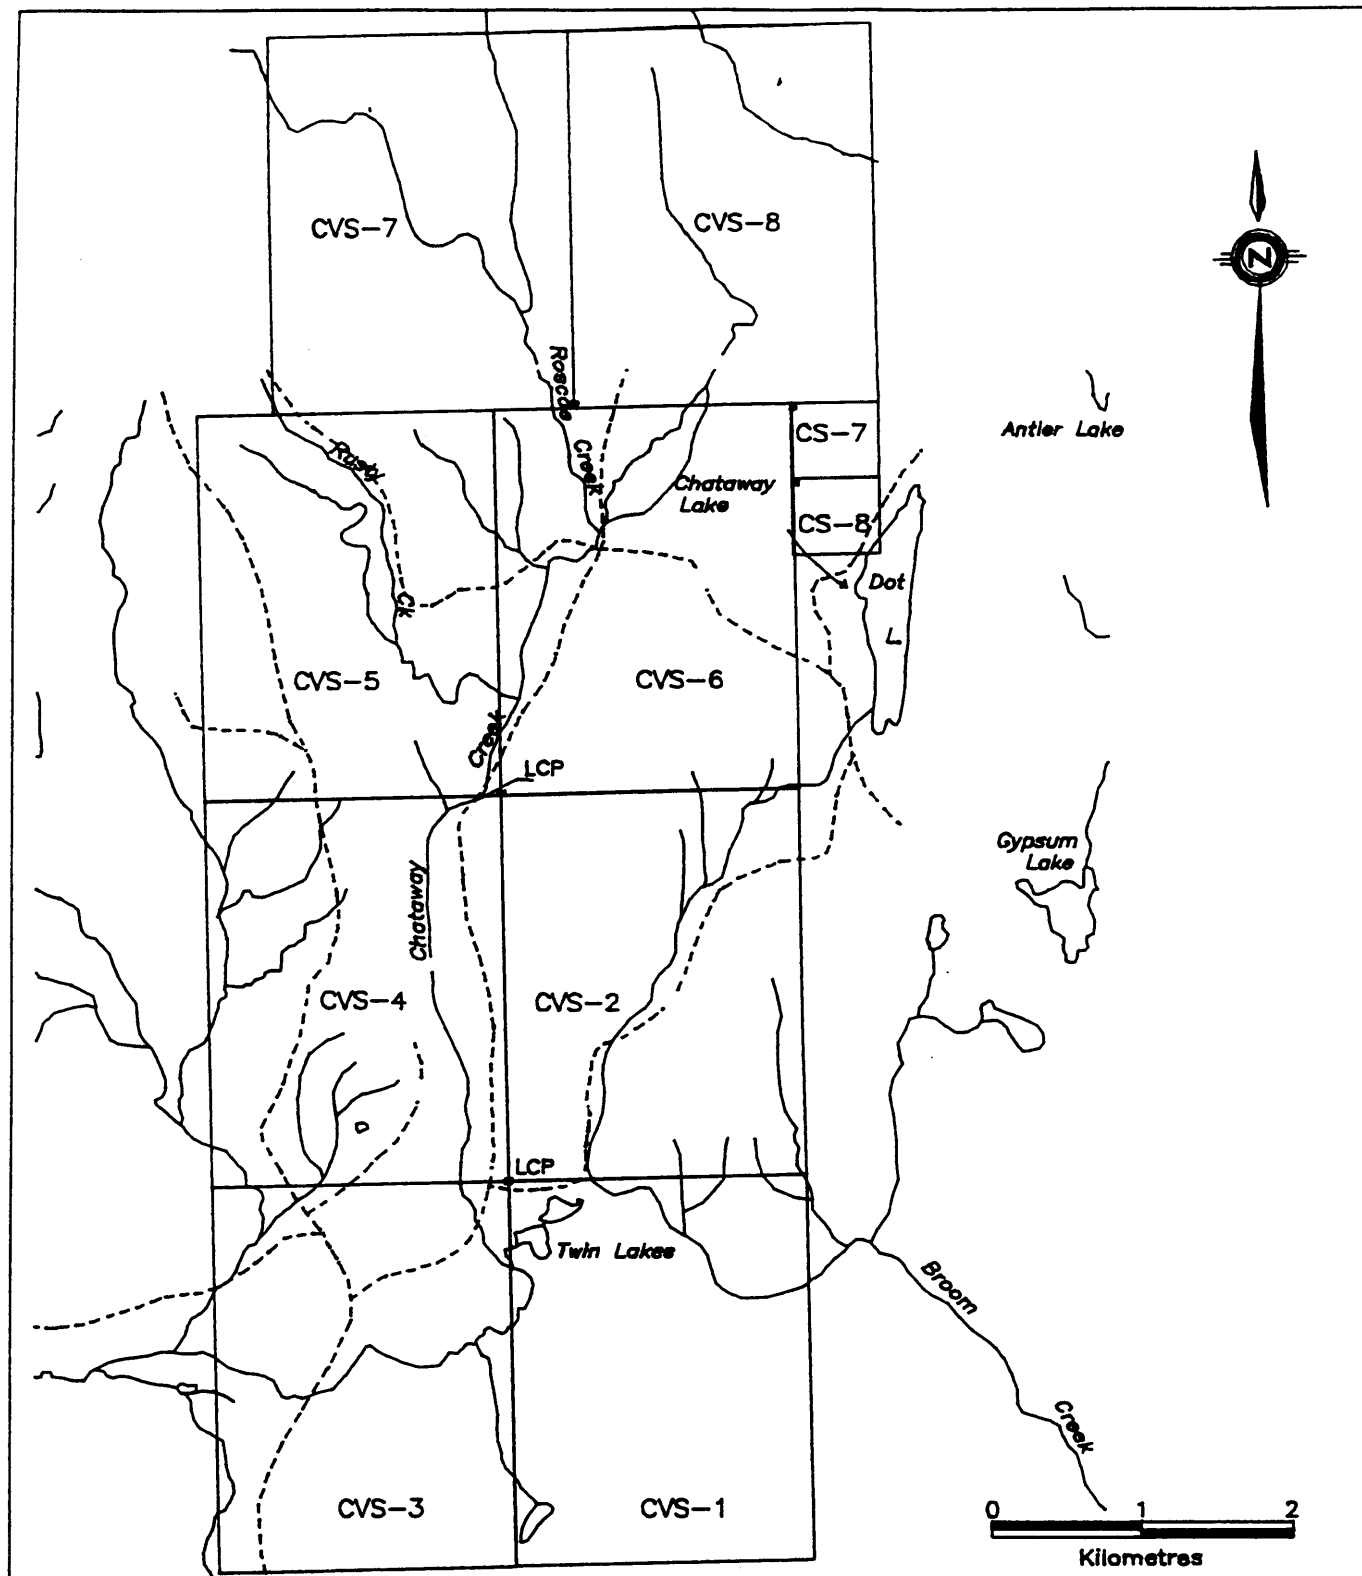 CVS-7
CVS-8
N
Roscoe
Creek
Rusty
Ck
Chataway
Lake
CS-7
CS-8
Antler Lake
Dot
L.
CVS-5
CVS-6
Creek
LCP
Chataway
Gypsum
Lake
CVS-4
CVS-2
LCP
Twin Lakes
Broom
Creek
CVS-3
CVS-1
0 1 2
Kilometres